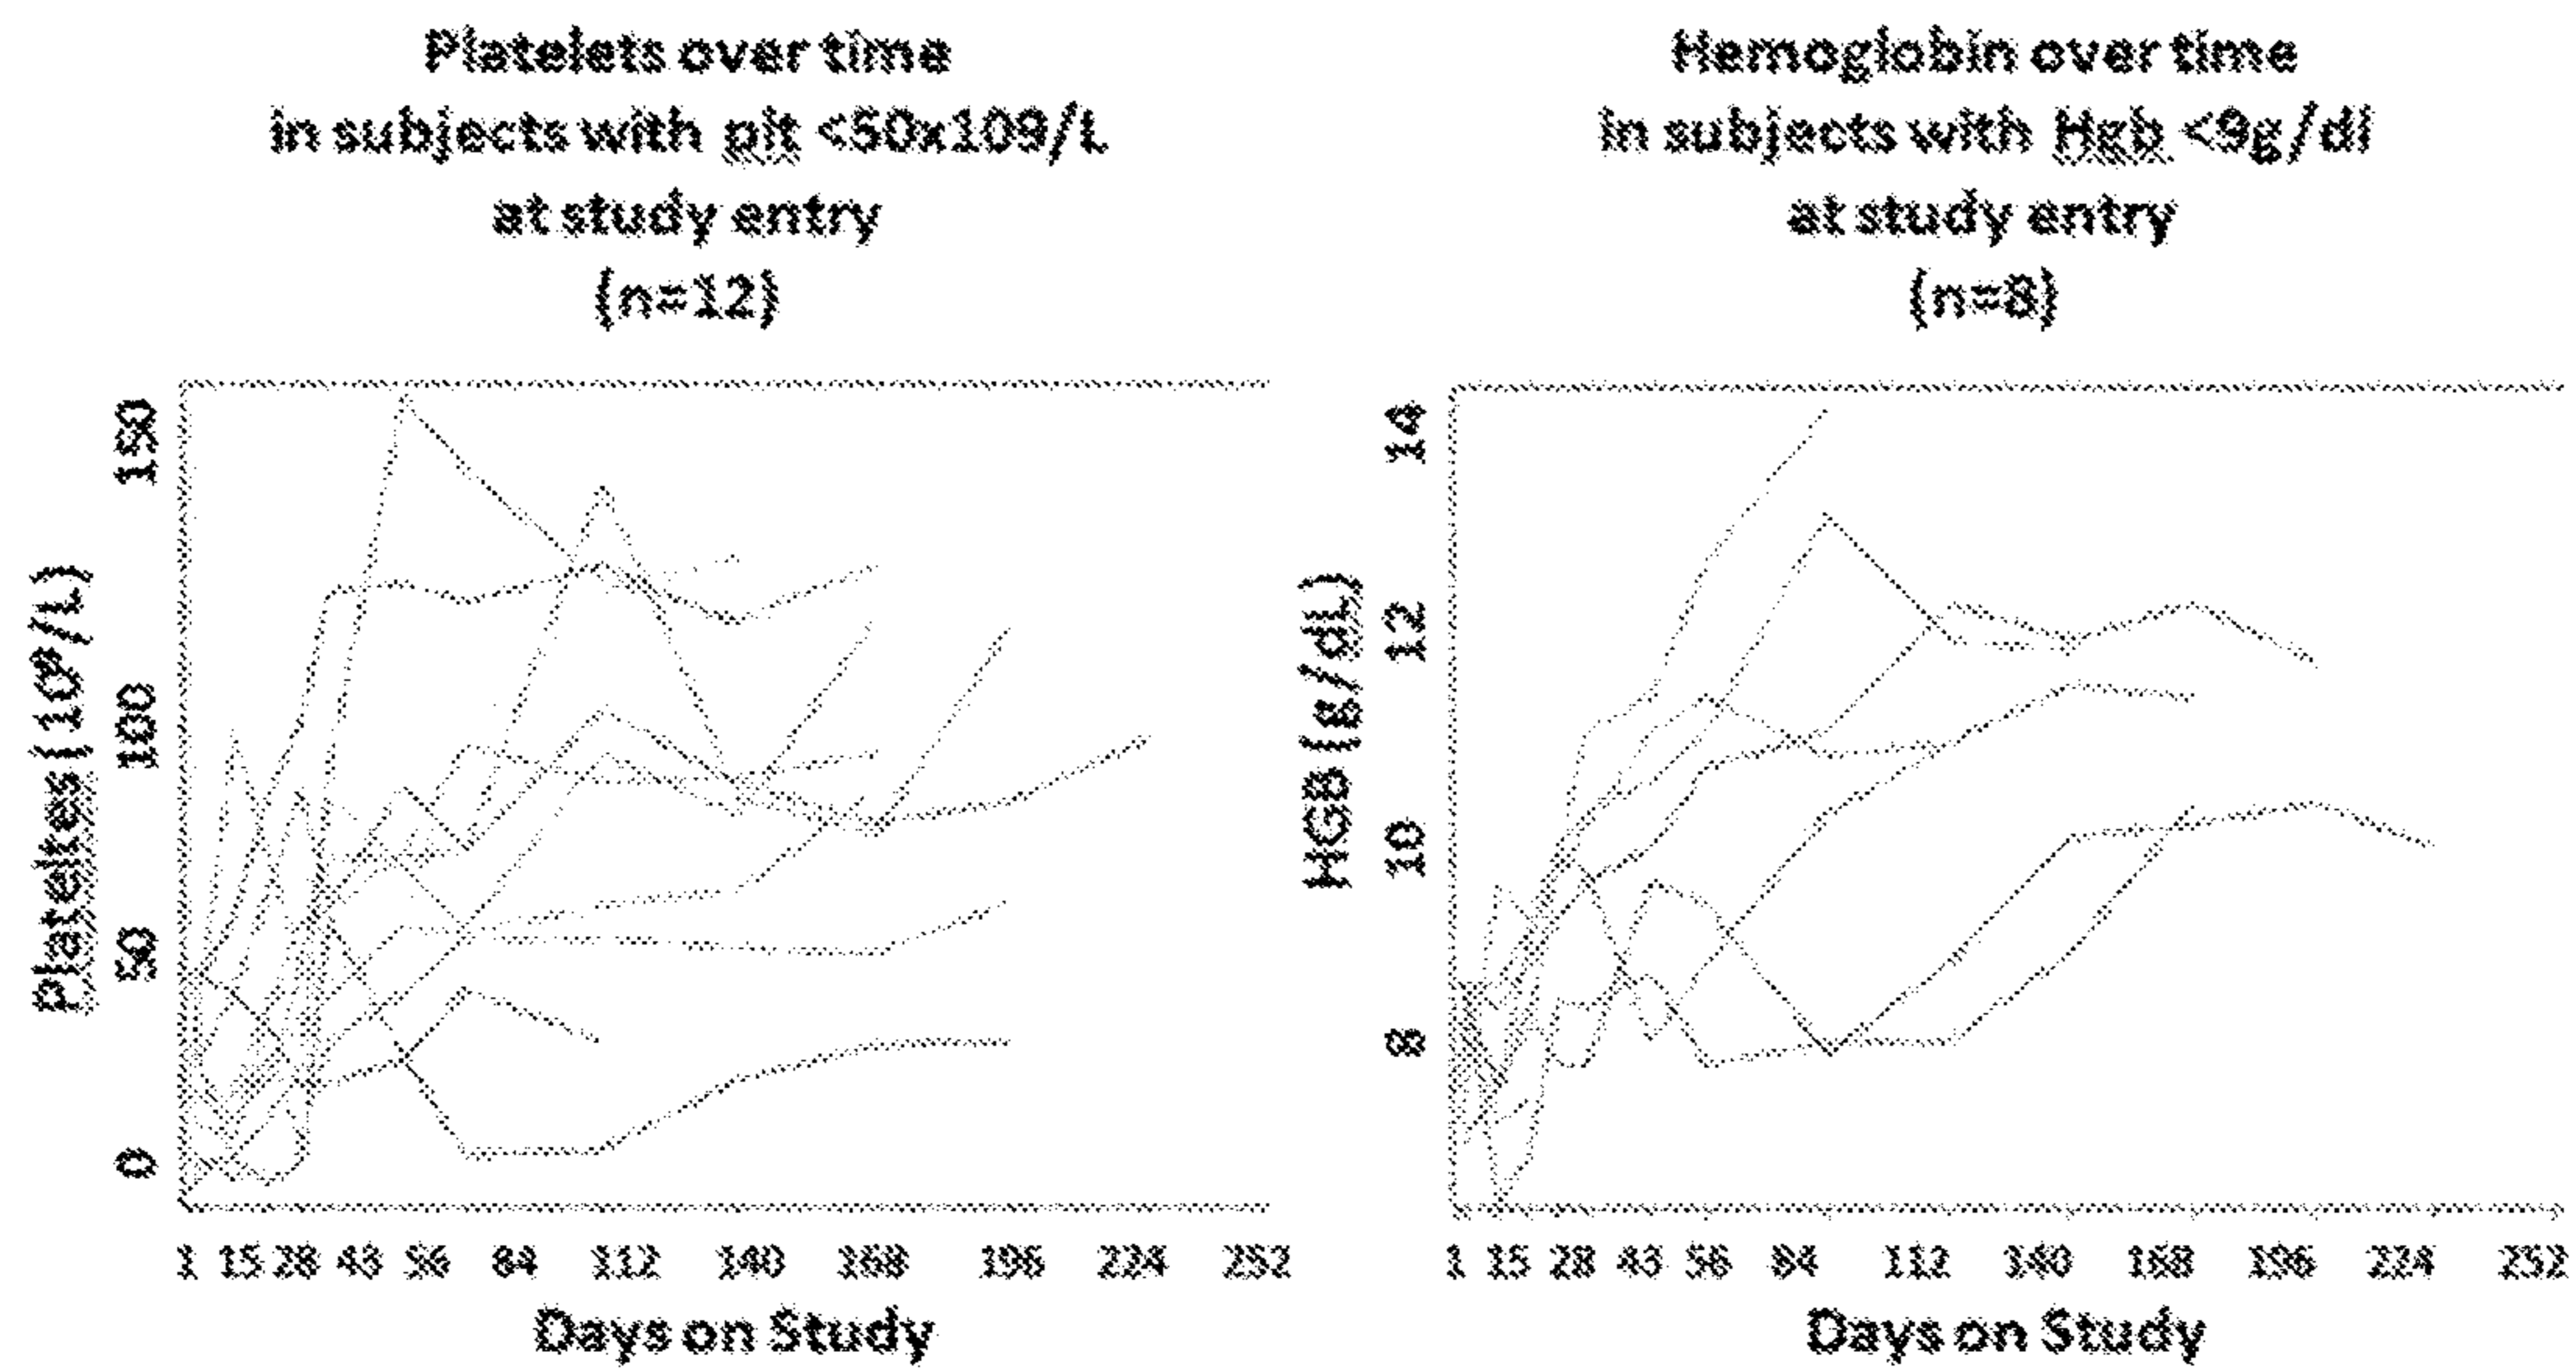 Platelets over time
in subjects with plt <50x109/L
at study entry
(n=12)
Platelets (10⁹/L)
150
100
50
0
1 15 28 43 56 84 112 140 168 196 224 252
Days on Study
Hemoglobin over time
in subjects with Hgb <9g/dl
at study entry
(n=8)
HGB (g/dL)
14
12
10
8
1 15 28 43 56 84 112 140 168 196 224 252
Days on Study